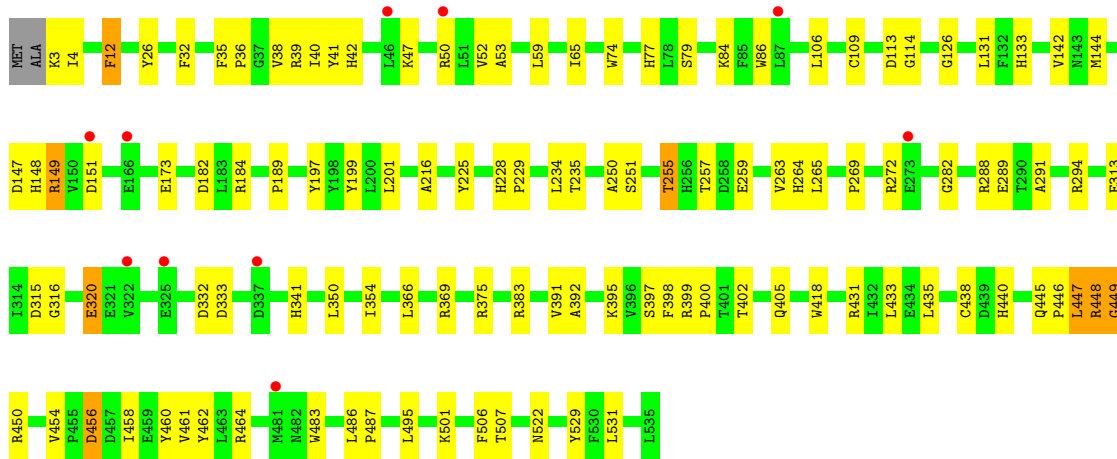 MET ALA K3 I4 F12 Y26 F32 F35 P36 G37 V38 R39 I40 Y41 H42 L46 K47 R50 L51 V52 A53 L59 I65 W74 H77 L78 S79 K84 F85 W86 L87 L106 C109 D113 G114 G126 L131 F132 H133 V142 N143 M144
D147 H148 R149 V150 D151 E166 E173 D182 L183 R184 P189 Y197 Y198 Y199 L200 L201 A216 Y225 H228 P229 L234 T235 A250 S251 T255 H256 T257 D258 E259 V263 H264 L265 P269 R272 E273 G282 R288 E289 T290 A291 R294 E313
I314 D315 G316 E320 E321 V322 E325 D332 D333 D337 H341 L350 I354 L366 R369 R375 R383 V391 A392 K395 V396 S397 F398 R399 P400 T401 T402 Q405 W418 R431 I432 L433 E434 L435 C438 D439 H440 Q445 P446 L447 R448 G449
R450 V454 P455 D456 D457 I458 E459 Y460 V461 Y462 L463 R464 M481 N482 W483 L486 P487 L495 K501 F506 T507 N522 Y529 F530 L531 L535